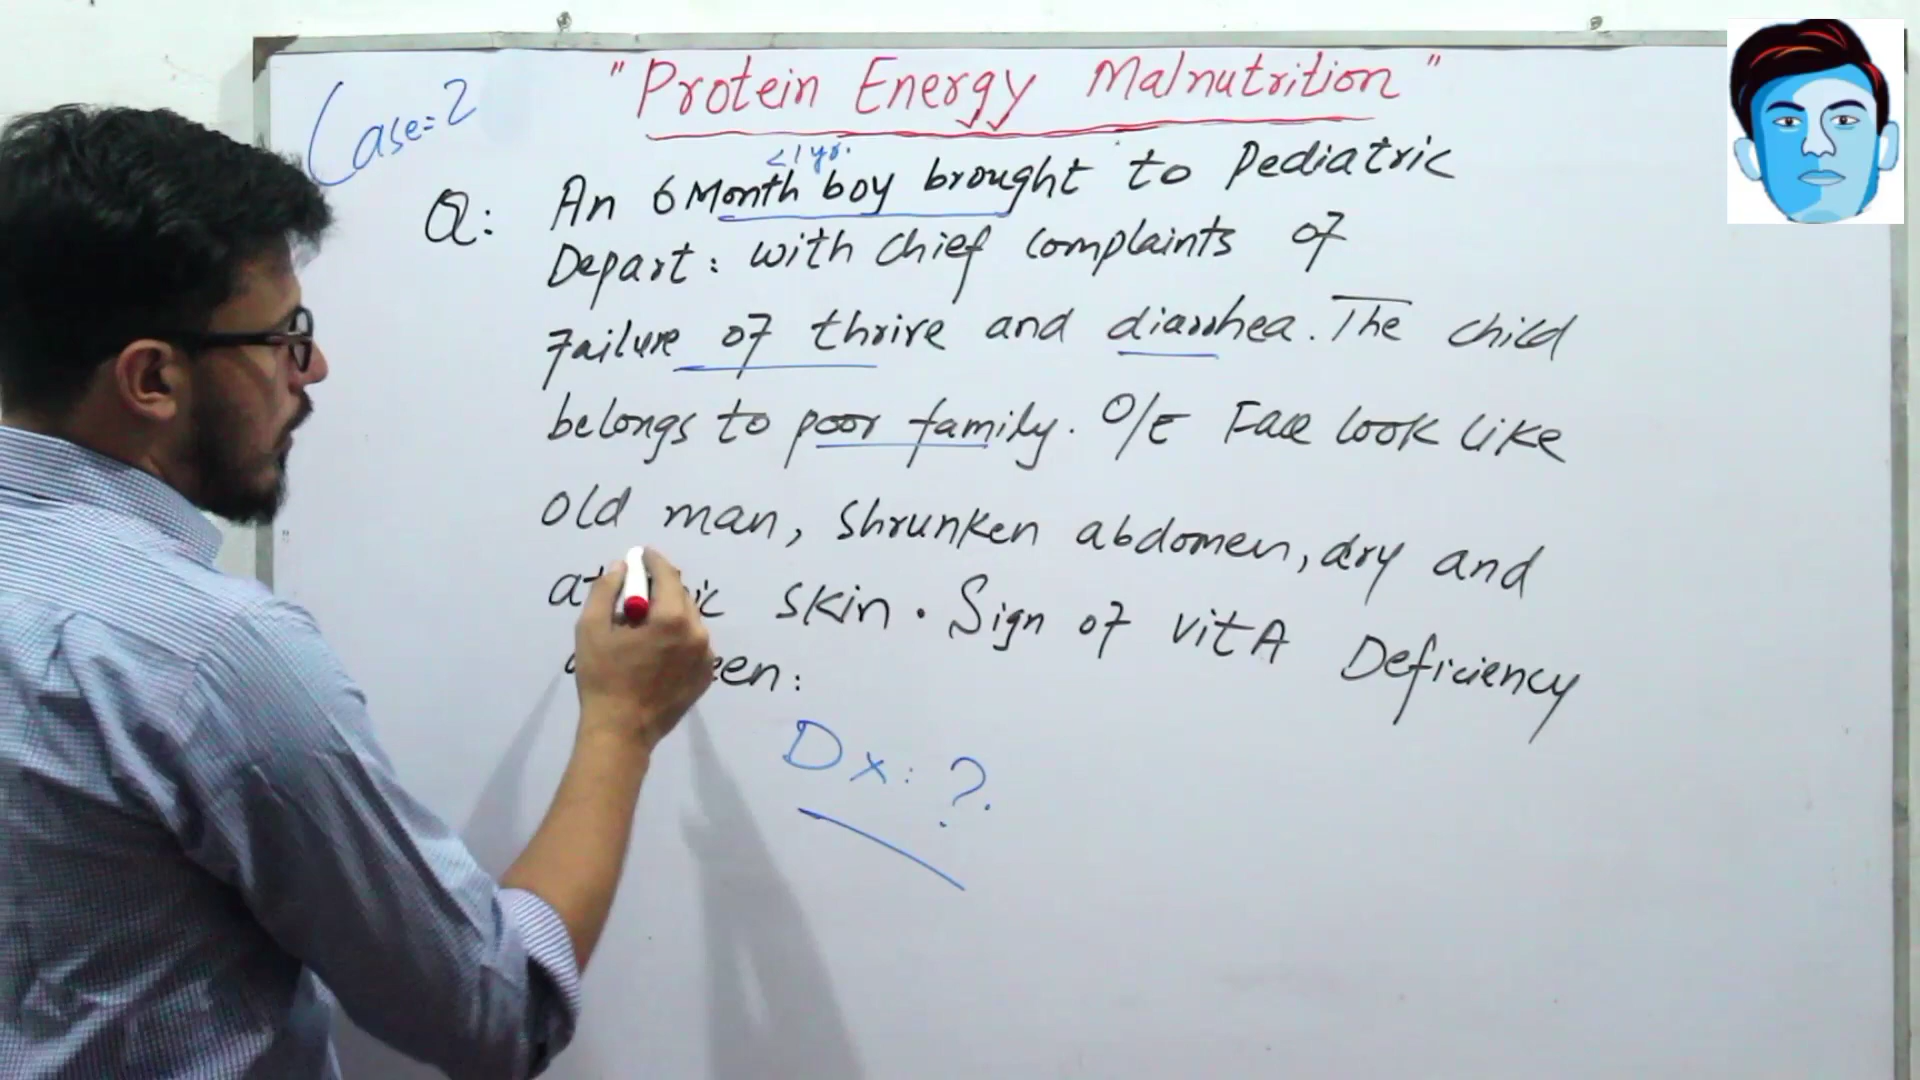 Case=2
"Protein Energy Malnutrition"
<1 yr.
Q: An 6 Month boy brought to Pediatric
Depart: with chief complaints of
Failure of thrive and diarrhea. The child
belongs to poor family. O/E Face look like
old man, shrunken abdomen, dry and
skin. Sign of vit A Deficiency
Dx: ?